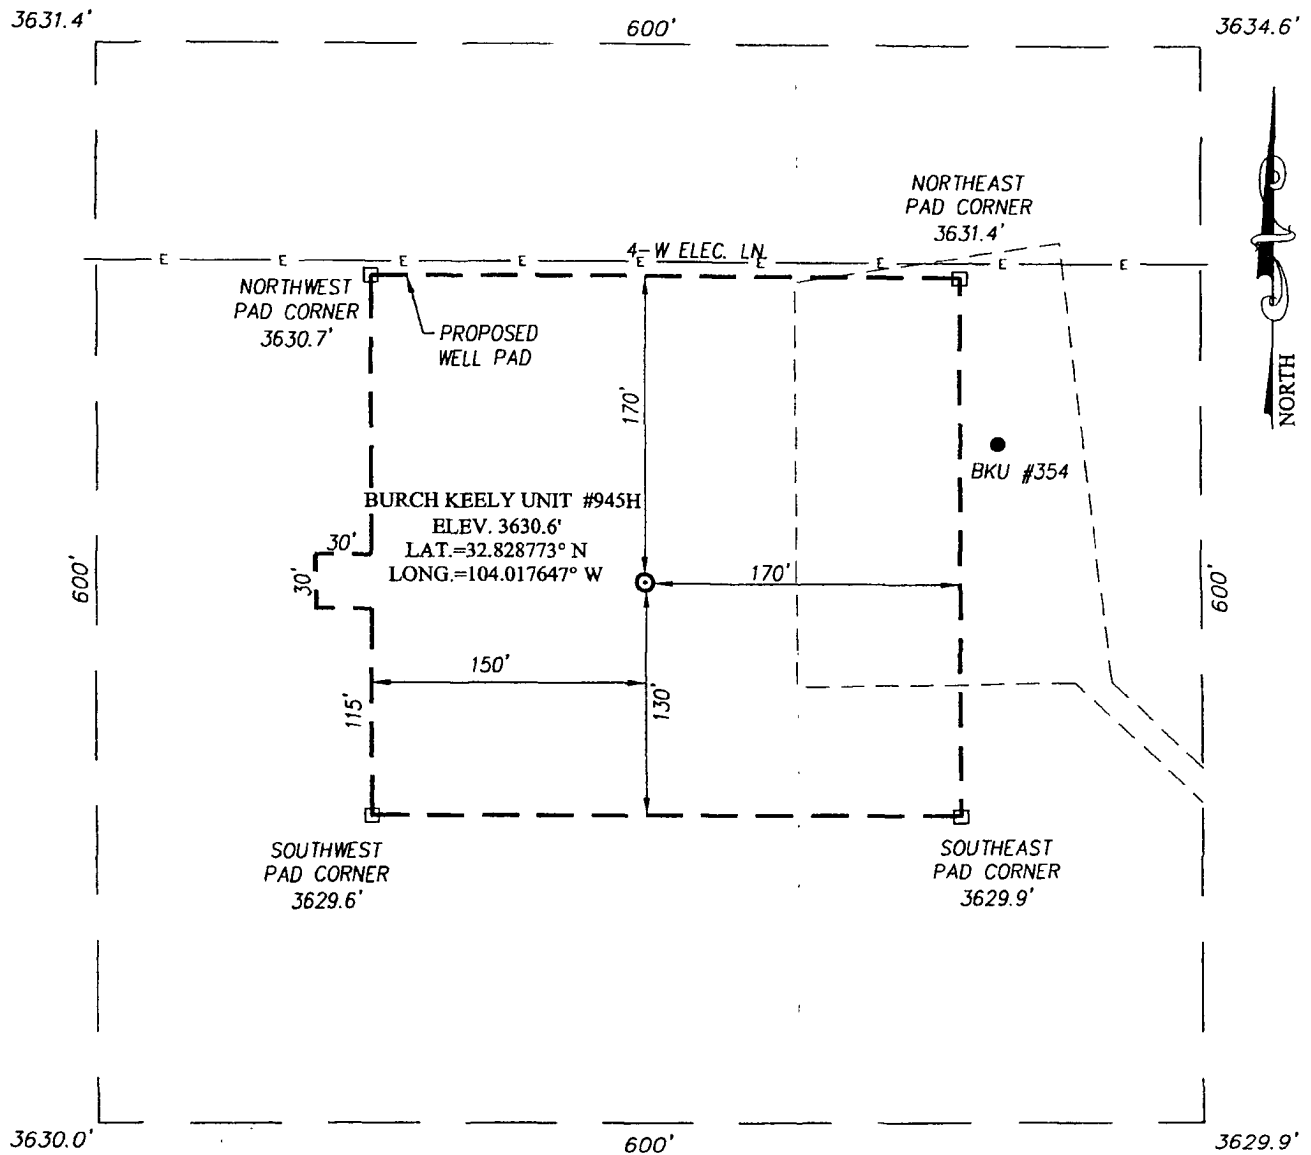 3631.4'
600'
3634.6'
NORTHEAST
PAD CORNER
3631.4'
4-W ELEC. LN.
E E E E E E E E E
NORTHWEST
PAD CORNER
3630.7'
PROPOSED
WELL PAD
NORTH
170'
BKU #354
BURCH KEELY UNIT #945H
ELEV. 3630.6'
LAT.=32.828773° N
LONG.=104.017647° W
30'
30'
600'
170'
600'
150'
115'
130'
SOUTHWEST
PAD CORNER
3629.6'
SOUTHEAST
PAD CORNER
3629.9'
3630.0'
600'
3629.9'